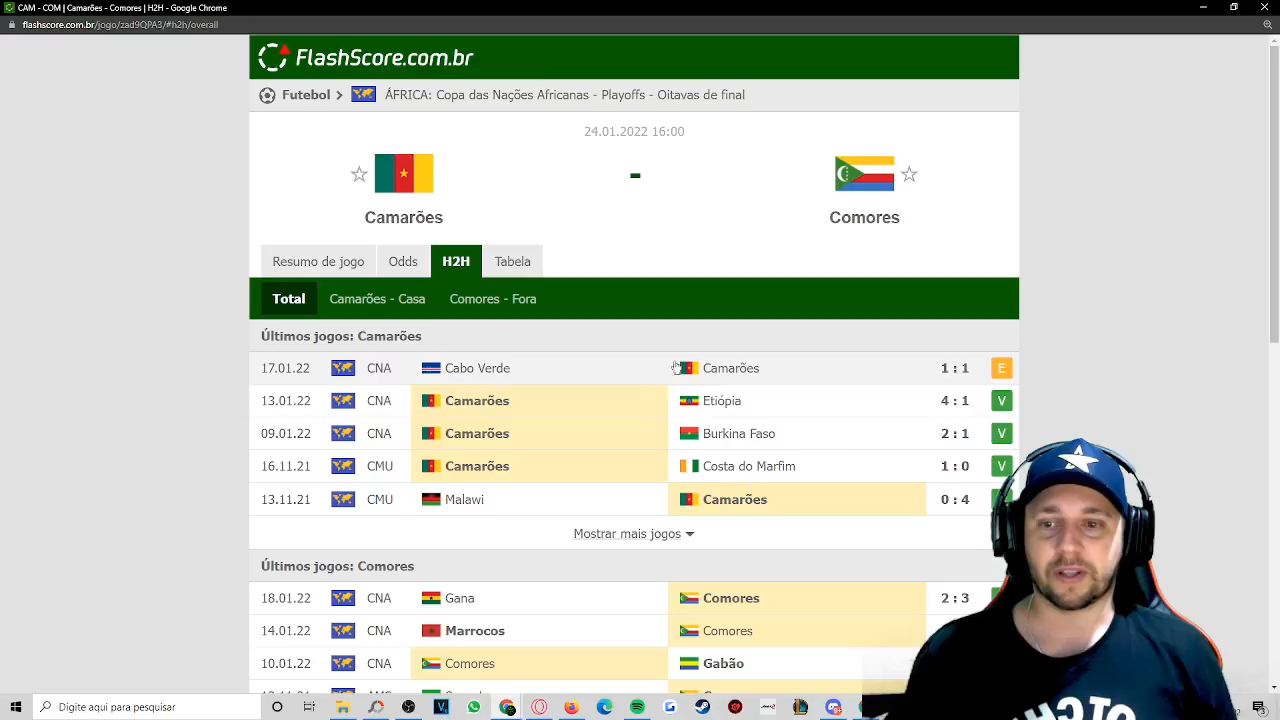 CAM - COM | Camarões - Comores | H2H - Google Chrome
flashscore.com.br/jogo/zad9QPA3/#h2h/overall
FlashScore.com.br
Futebol > ÁFRICA: Copa das Nações Africanas - Playoffs - Oitavas de final
24.01.2022 16:00
Camarões - Comores
Resumo de jogo Odds H2H Tabela
Total Camarões - Casa Comores - Fora
Últimos jogos: Camarões
17.01.22 CNA Cabo Verde Camarões 1 : 1 E
13.01.22 CNA Camarões Etiópia 4 : 1 V
09.01.22 CNA Camarões Burkina Faso 2 : 1 V
16.11.21 CMU Camarões Costa do Marfim 1 : 0 V
13.11.21 CMU Malawi Camarões 0 : 4
Mostrar mais jogos
Últimos jogos: Comores
18.01.22 CNA Gana Comores 2 : 3
14.01.22 CNA Marrocos Comores
10.01.22 CNA Comores Gabão
Digite aqui para pesquisar